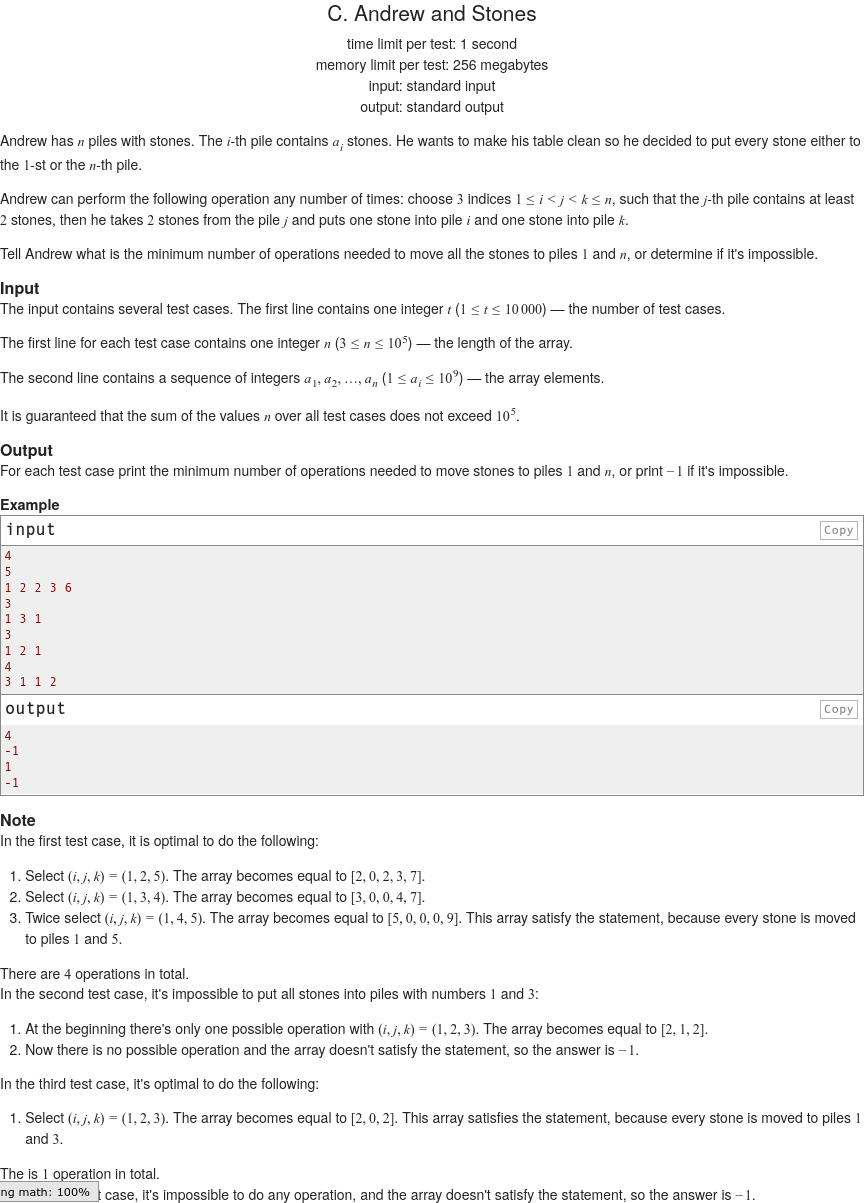 C. Andrew and Stones
time limit per test: 1 second
memory limit per test: 256 megabytes
input: standard input
output: standard output
Andrew has n piles with stones. The i-th pile contains a_i stones. He wants to make his table clean so he decided to put every stone either to
the 1-st or the n-th pile.
Andrew can perform the following operation any number of times: choose 3 indices 1 ≤ i < j < k ≤ n, such that the j-th pile contains at least
2 stones, then he takes 2 stones from the pile j and puts one stone into pile i and one stone into pile k.
Tell Andrew what is the minimum number of operations needed to move all the stones to piles 1 and n, or determine if it's impossible.
Input
The input contains several test cases. The first line contains one integer t (1 ≤ t ≤ 10 000) — the number of test cases.
The first line for each test case contains one integer n (3 ≤ n ≤ 10^5) — the length of the array.
The second line contains a sequence of integers a_1, a_2, …, a_n (1 ≤ a_i ≤ 10^9) — the array elements.
It is guaranteed that the sum of the values n over all test cases does not exceed 10^5.
Output
For each test case print the minimum number of operations needed to move stones to piles 1 and n, or print −1 if it's impossible.
Example
input
Copy
4
5
1 2 2 3 6
3
1 3 1
3
1 2 1
4
3 1 1 2
output
Copy
4
-1
1
-1
Note
In the first test case, it is optimal to do the following:
1. Select (i, j, k) = (1, 2, 5). The array becomes equal to [2, 0, 2, 3, 7].
2. Select (i, j, k) = (1, 3, 4). The array becomes equal to [3, 0, 0, 4, 7].
3. Twice select (i, j, k) = (1, 4, 5). The array becomes equal to [5, 0, 0, 0, 9]. This array satisfy the statement, because every stone is moved
to piles 1 and 5.
There are 4 operations in total.
In the second test case, it's impossible to put all stones into piles with numbers 1 and 3:
1. At the beginning there's only one possible operation with (i, j, k) = (1, 2, 3). The array becomes equal to [2, 1, 2].
2. Now there is no possible operation and the array doesn't satisfy the statement, so the answer is −1.
In the third test case, it's optimal to do the following:
1. Select (i, j, k) = (1, 2, 3). The array becomes equal to [2, 0, 2]. This array satisfies the statement, because every stone is moved to piles 1
and 3.
The is 1 operation in total.
ng math: 100%
case, it's impossible to do any operation, and the array doesn't satisfy the statement, so the answer is −1.